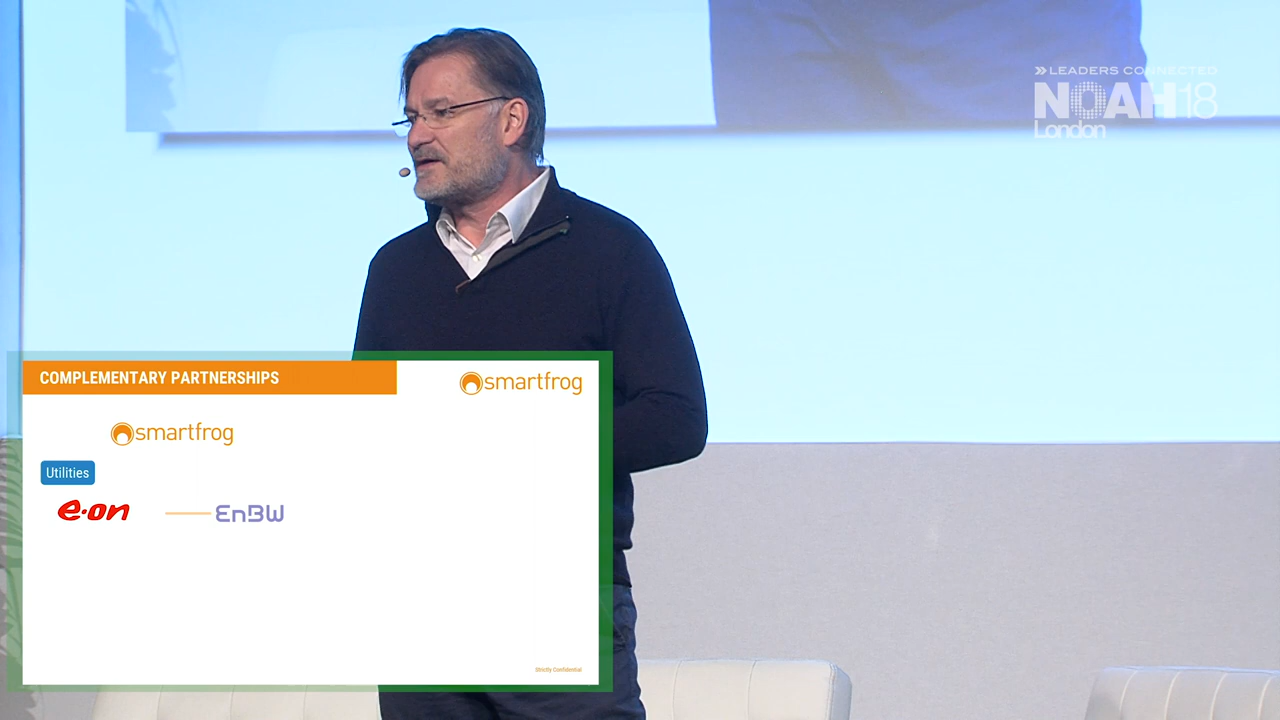 LEADERS CONNECTED
NOAH18
London
COMPLEMENTARY PARTNERSHIPS
smartfrog
smartfrog
Utilities
e·on
EnBW
Strictly Confidential